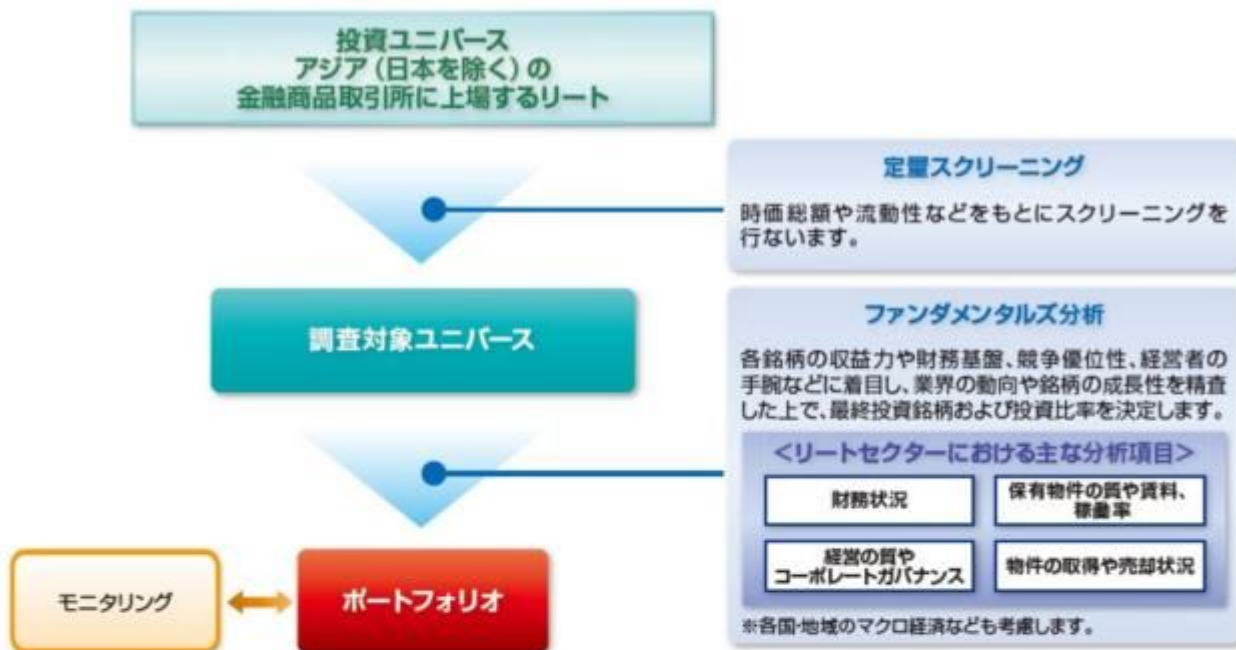 投資ユニバース
アジア(日本を除く)の
金融商品取引所に上場するリート
定量スクリーニング
時価総額や流動性などをもとにスクリーニングを
行ないます。
調査対象ユニバース
ファンダメンタルズ分析
各銘柄の収益力や財務基盤、競争優位性、経営者の
手腕などに着目し、業界の動向や銘柄の成長性を精査
した上で、最終投資銘柄および投資比率を決定します。
<リートセクターにおける主な分析項目>
財務状況
保有物件の質や賃料、
稼働率
経営の質や
コーポレートガバナンス
物件の取得や売却状況
※各国・地域のマクロ経済なども考慮します。
モニタリング
ポートフォリオ